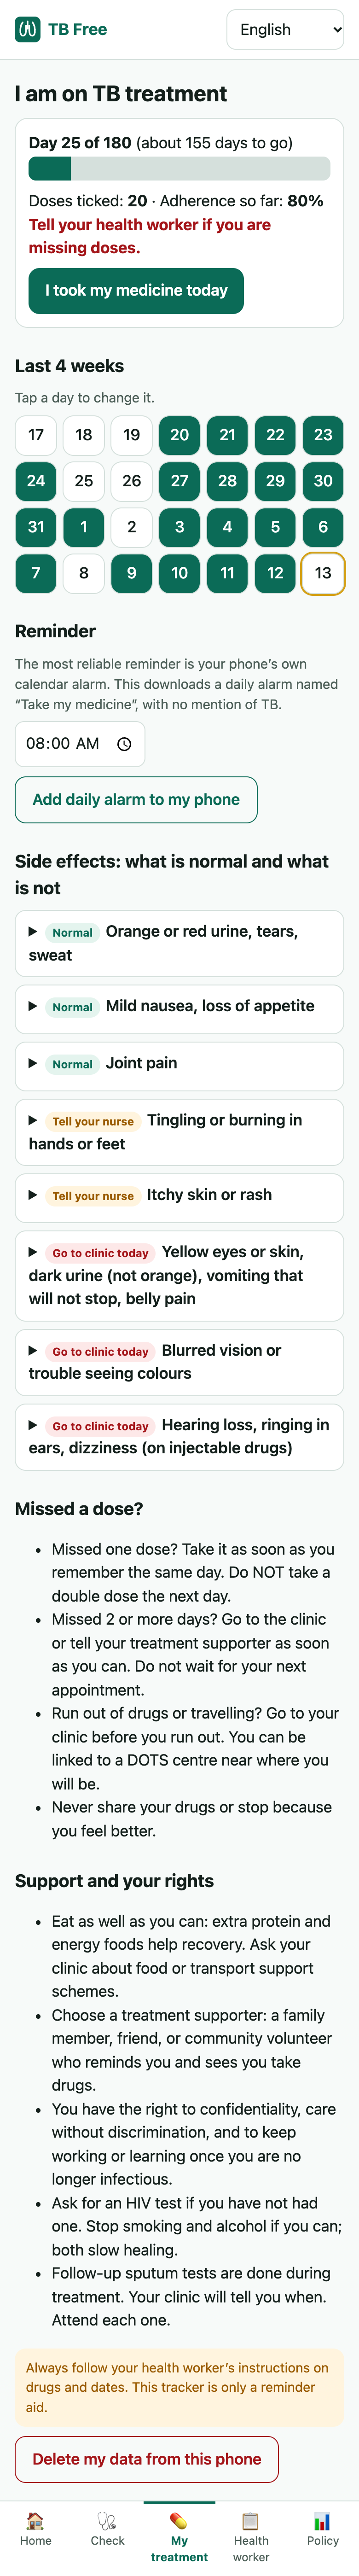 TB Free
English
I am on TB treatment
Day 25 of 180 (about 155 days to go)
Doses ticked: 20 · Adherence so far: 80%
Tell your health worker if you are
missing doses.
I took my medicine today
Last 4 weeks
Tap a day to change it.
17 18 19 20 21 22 23
24 25 26 27 28 29 30
31 1 2 3 4 5 6
7 8 9 10 11 12 13
Reminder
The most reliable reminder is your phone’s own
calendar alarm. This downloads a daily alarm named
“Take my medicine”, with no mention of TB.
08:00 AM
Add daily alarm to my phone
Side effects: what is normal and what
is not
Normal Orange or red urine, tears,
sweat
Normal Mild nausea, loss of appetite
Normal Joint pain
Tell your nurse Tingling or burning in
hands or feet
Tell your nurse Itchy skin or rash
Go to clinic today Yellow eyes or skin,
dark urine (not orange), vomiting that
will not stop, belly pain
Go to clinic today Blurred vision or
trouble seeing colours
Go to clinic today Hearing loss, ringing in
ears, dizziness (on injectable drugs)
Missed a dose?
• Missed one dose? Take it as soon as you
remember the same day. Do NOT take a
double dose the next day.
• Missed 2 or more days? Go to the clinic
or tell your treatment supporter as soon
as you can. Do not wait for your next
appointment.
• Run out of drugs or travelling? Go to your
clinic before you run out. You can be
linked to a DOTS centre near where you
will be.
• Never share your drugs or stop because
you feel better.
Support and your rights
• Eat as well as you can: extra protein and
energy foods help recovery. Ask your
clinic about food or transport support
schemes.
• Choose a treatment supporter: a family
member, friend, or community volunteer
who reminds you and sees you take
drugs.
• You have the right to confidentiality, care
without discrimination, and to keep
working or learning once you are no
longer infectious.
• Ask for an HIV test if you have not had
one. Stop smoking and alcohol if you can;
both slow healing.
• Follow-up sputum tests are done during
treatment. Your clinic will tell you when.
Attend each one.
Always follow your health worker’s instructions on
drugs and dates. This tracker is only a reminder
aid.
Delete my data from this phone
Home Check My treatment Health worker Policy